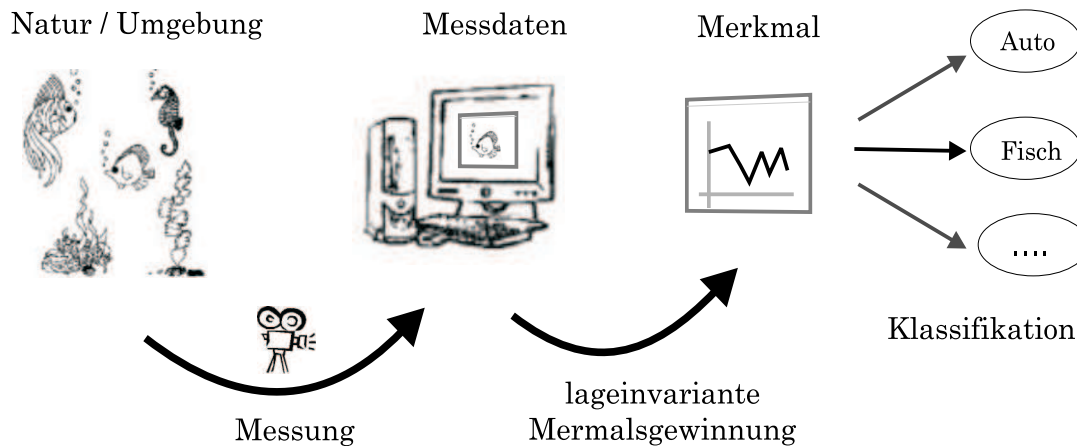 Natur / Umgebung
Messdaten
Merkmal
Auto
Fisch
....
Klassifikation
Messung
lageinvariante
Mermalsgewinnung